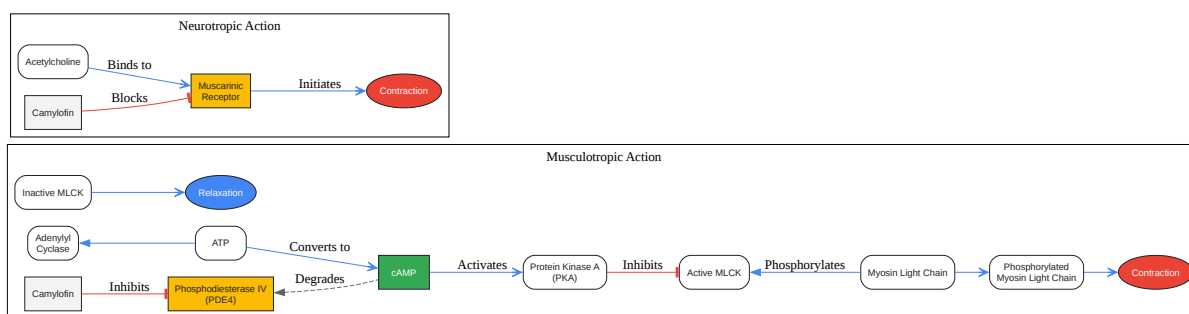 Neurotropic Action
Acetylcholine
Binds to
Muscarinic
Receptor
Initiates
Contraction
Blocks
Camylofin
Musculotropic Action
Inactive MLCK
Relaxation
Adenylyl
Cyclase
ATP
Converts to
cAMP
Activates
Protein Kinase A
(PKA)
Inhibits
Active MLCK
Phosphorylates
Myosin Light Chain
Phosphorylated
Myosin Light Chain
Contraction
Camylofin
Inhibits
Phosphodiesterase IV
(PDE4)
Degrades